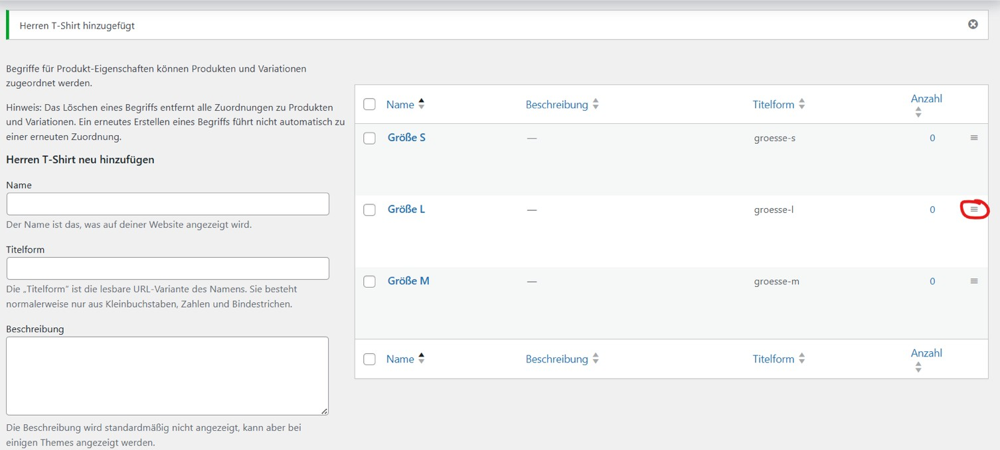 Herren T-Shirt hinzugefügt
Begriffe für Produkt-Eigenschaften können Produkten und Variationen
zugeordnet werden.
Hinweis: Das Löschen eines Begriffs entfernt alle Zuordnungen zu Produkten
und Variationen. Ein erneutes Erstellen eines Begriffs führt nicht automatisch zu
einer erneuten Zuordnung.
Herren T-Shirt neu hinzufügen
Name
Der Name ist das, was auf deiner Website angezeigt wird.
Titelform
Die „Titelform“ ist die lesbare URL-Variante des Namens. Sie besteht
normalerweise nur aus Kleinbuchstaben, Zahlen und Bindestrichen.
Beschreibung
Die Beschreibung wird standardmäßig nicht angezeigt, kann aber bei
einigen Themes angezeigt werden.
Name Beschreibung Titelform Anzahl
Größe S — groesse-s 0
Größe L — groesse-l 0
Größe M — groesse-m 0
Name Beschreibung Titelform Anzahl